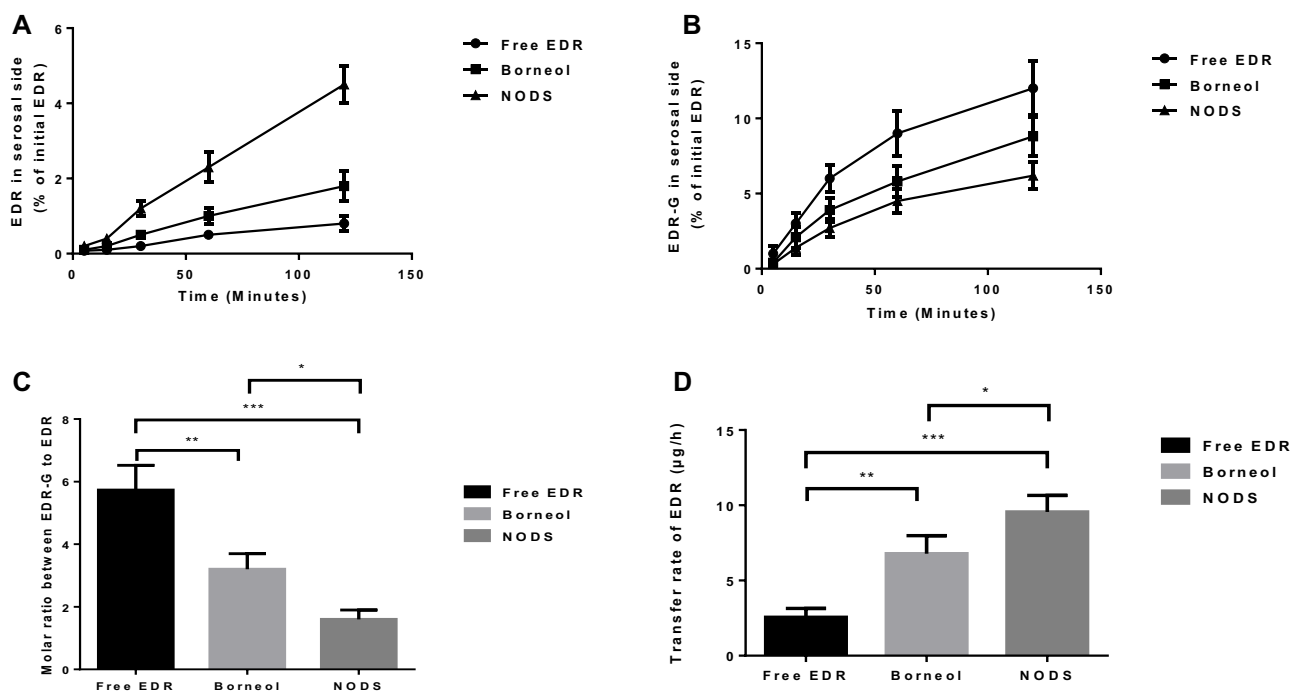 A
EDR in serosal side
(% of initial EDR)
6
4
2
0
0
50
100
150
Time (Minutes)
Free EDR
Borneol
NODS
B
EDR-G in serosal side
(% of initial EDR)
15
10
5
0
0
50
100
150
Time (Minutes)
Free EDR
Borneol
NODS
C
Molar ratio between EDR-G to EDR
8
6
4
2
0
*
***
**
Free EDR
Borneol
NODS
Free EDR
Borneol
NODS
D
Transfer rate of EDR (µg/h)
15
10
5
0
*
***
**
Free EDR
Borneol
NODS
Free EDR
Borneol
NODS